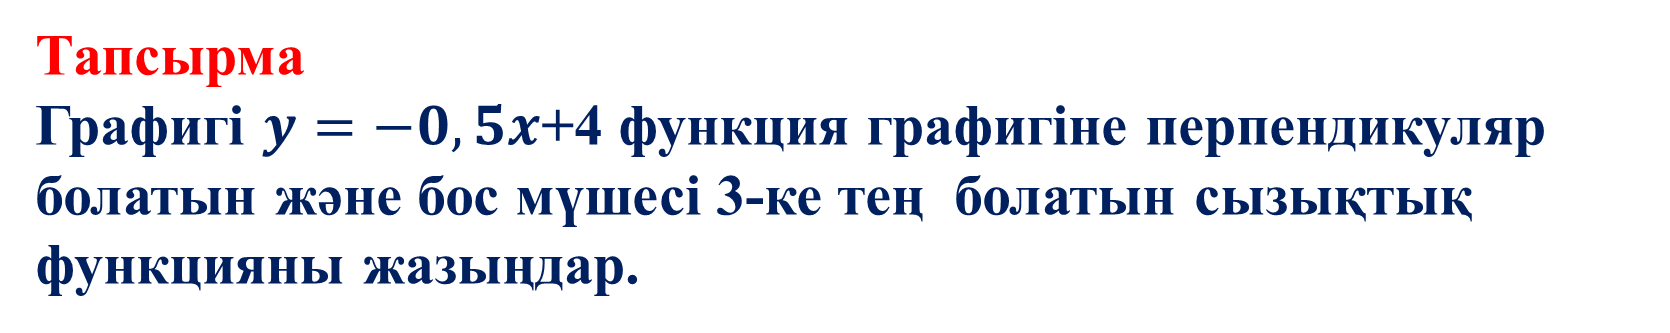 Тапсырма
Графигі y = −0,5x+4 функция графигіне перпендикуляр
болатын және бос мүшесі 3-ке тең болатын сызықтық
функцияны жазыңдар.